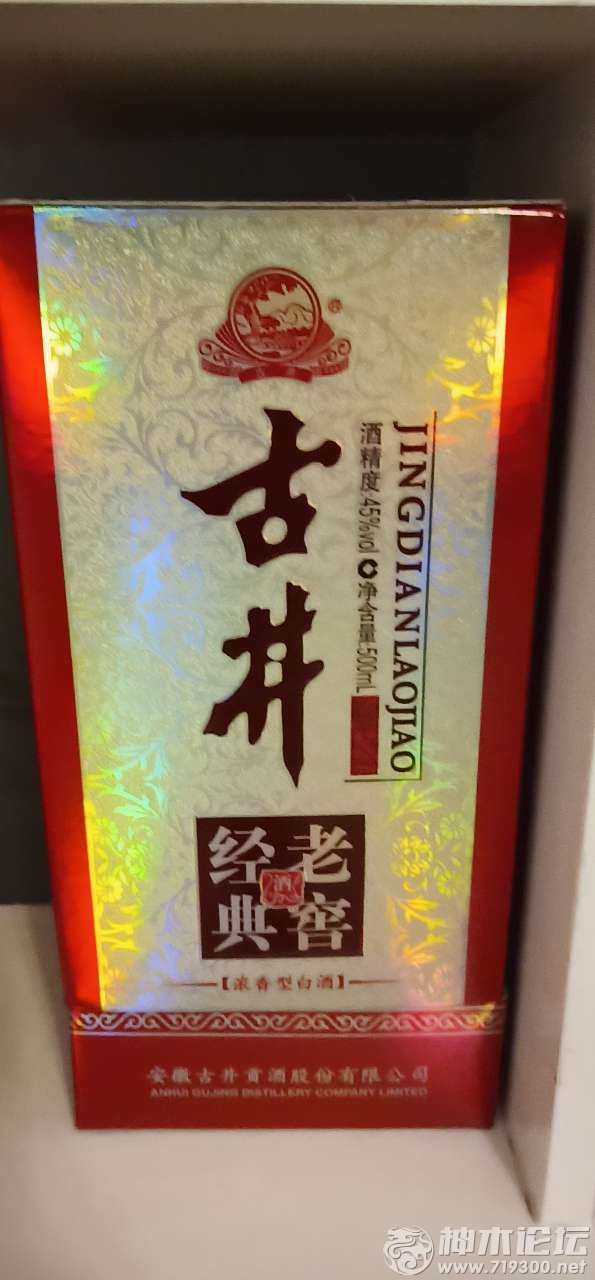 古井
酒精度:45%vol 净含量:500mL
JINGDIANLAOJIAO
经典
老窖
酒
【浓香型白酒】
安徽古井贡酒股份有限公司
ANHUI GUJING DISTILLERY COMPANY LIMITED
神木论坛
www.719300.net